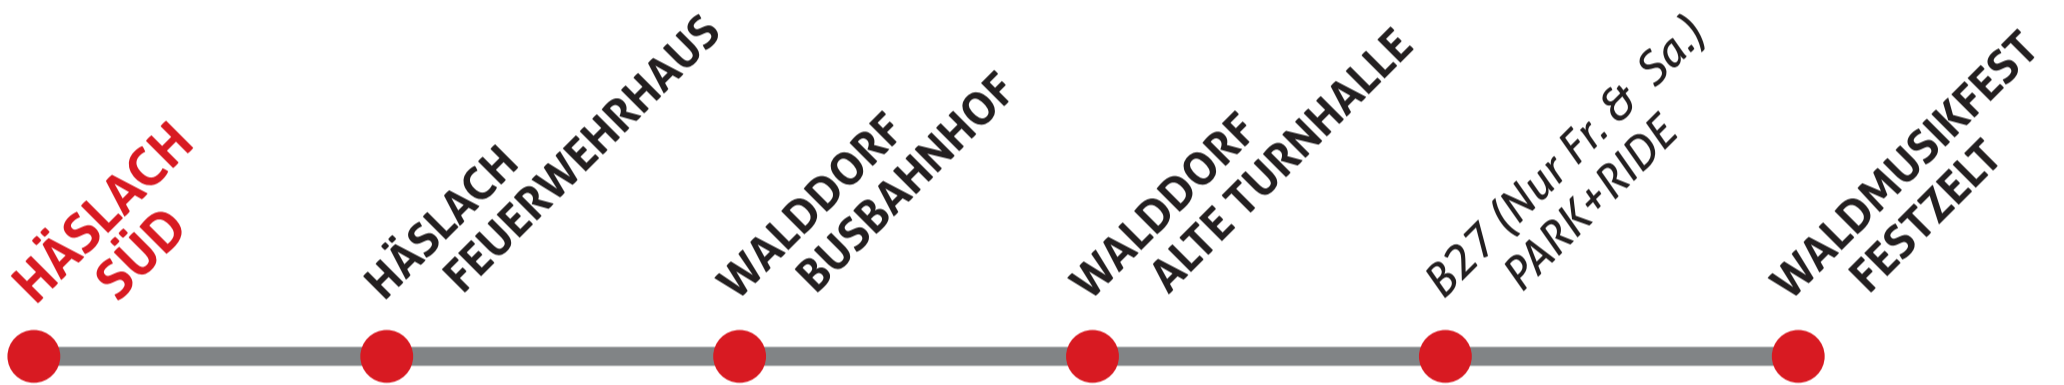 HÄSLACH
SÜD
HÄSLACH
FEUERWEHRHAUS
WALDDORF
BUSBAHNHOF
WALDDORF
ALTE TURNHALLE
B27 (Nur Fr. & Sa.)
PARK+RIDE
WALDMUSIKFEST
FESTZELT